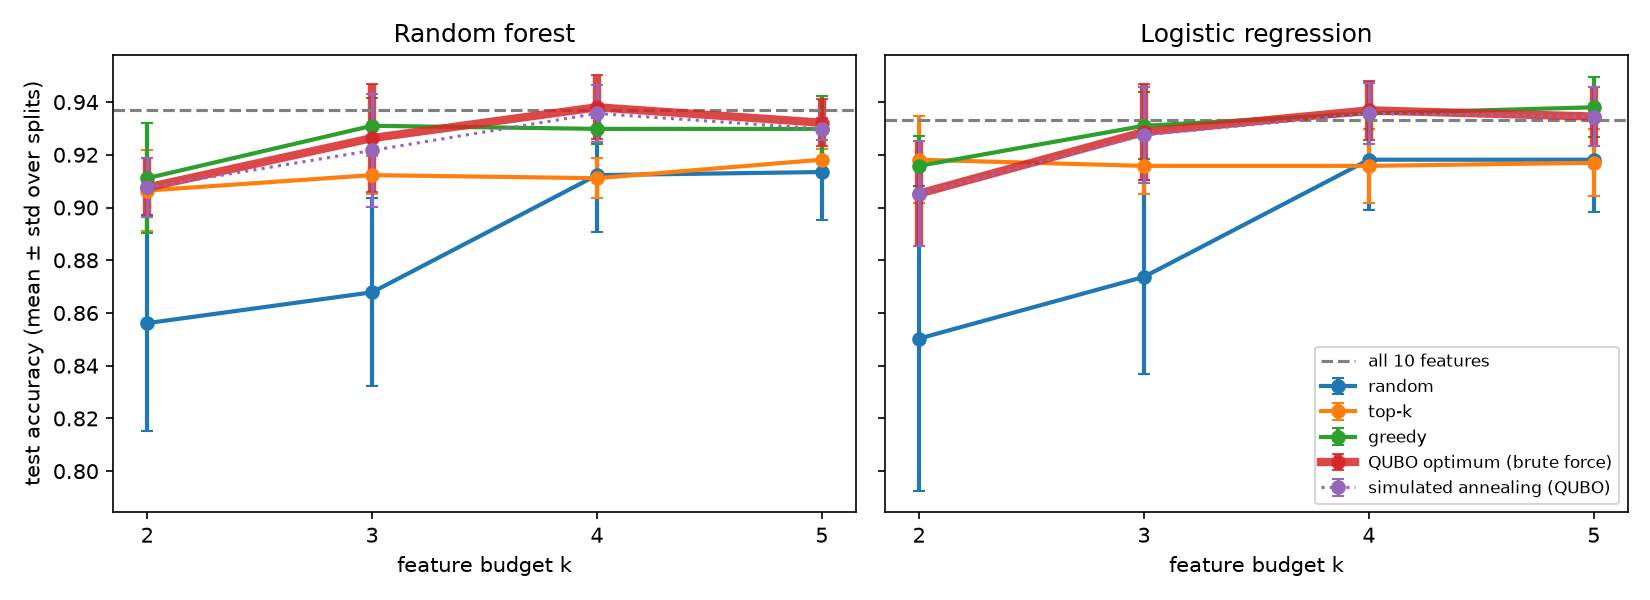 Random forest
Logistic regression
test accuracy (mean ± std over splits)
0.94
0.92
0.90
0.88
0.86
0.84
0.82
0.80
2
3
4
5
feature budget k
2
3
4
5
feature budget k
all 10 features
random
top-k
greedy
QUBO optimum (brute force)
simulated annealing (QUBO)